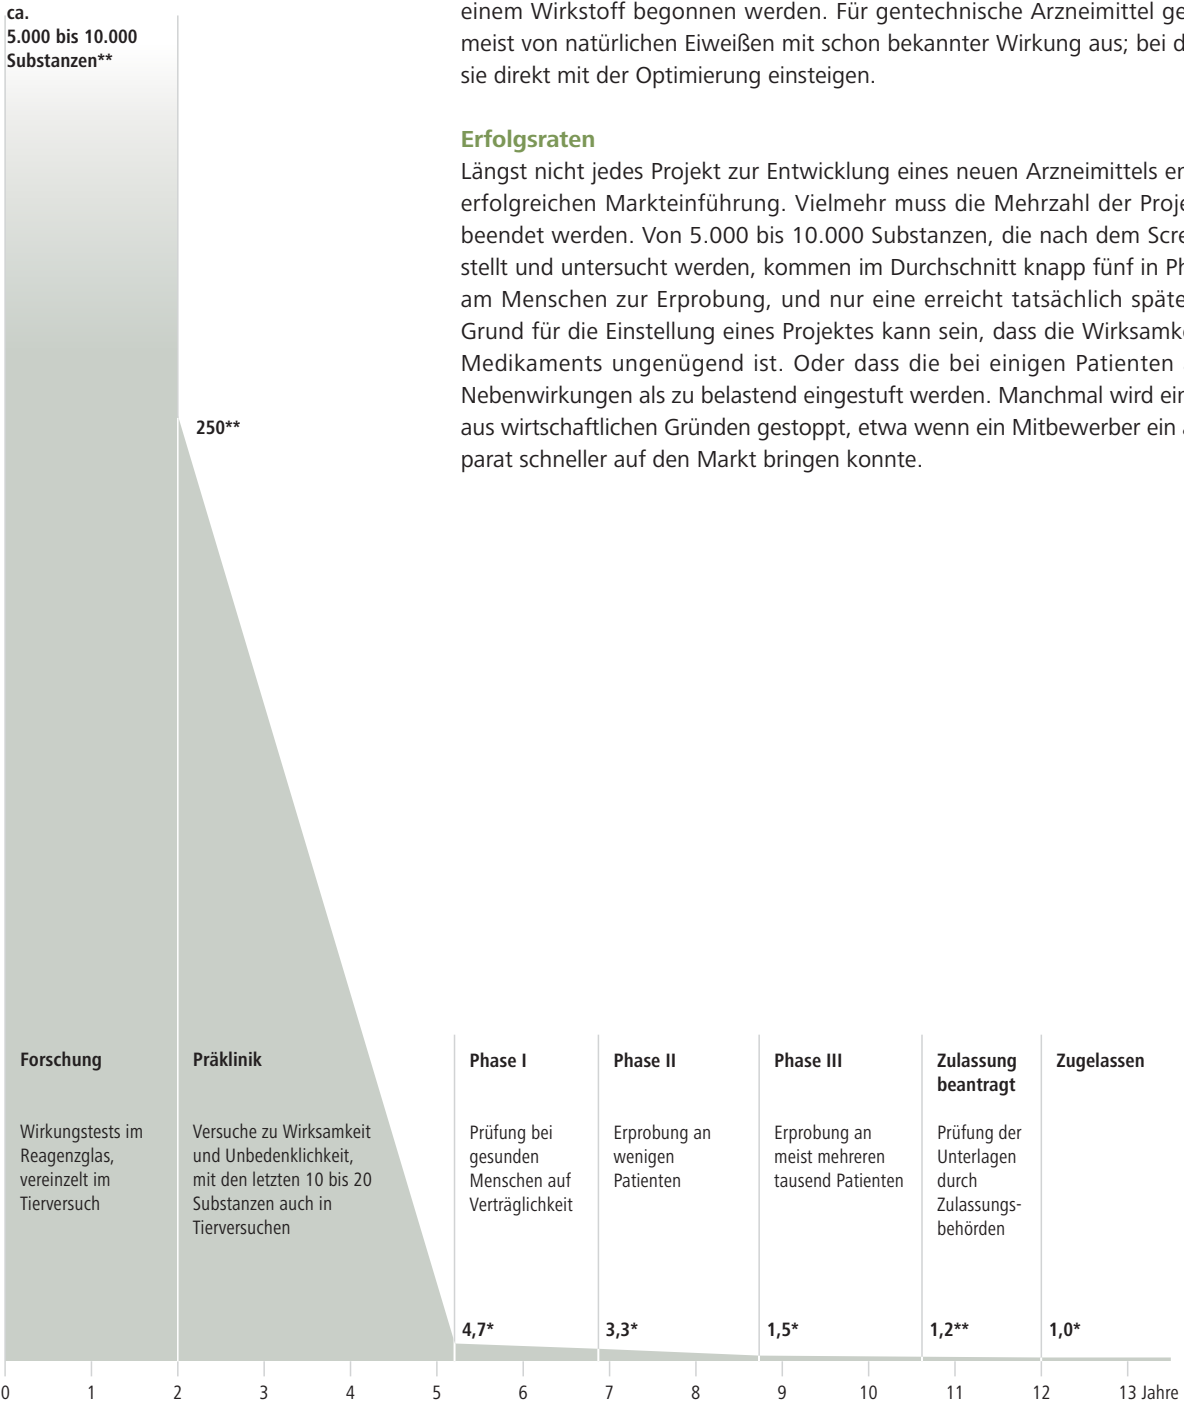 ca.
5.000 bis 10.000
Substanzen**
einem Wirkstoff begonnen werden. Für gentechnische Arzneimittel ge
meist von natürlichen Eiweißen mit schon bekannter Wirkung aus; bei d
sie direkt mit der Optimierung einsteigen.
Erfolgsraten
Längst nicht jedes Projekt zur Entwicklung eines neuen Arzneimittels er
erfolgreichen Markteinführung. Vielmehr muss die Mehrzahl der Proje
beendet werden. Von 5.000 bis 10.000 Substanzen, die nach dem Scre
stellt und untersucht werden, kommen im Durchschnitt knapp fünf in Ph
am Menschen zur Erprobung, und nur eine erreicht tatsächlich späte
Grund für die Einstellung eines Projektes kann sein, dass die Wirksamk
Medikaments ungenügend ist. Oder dass die bei einigen Patienten
Nebenwirkungen als zu belastend eingestuft werden. Manchmal wird ein
aus wirtschaftlichen Gründen gestoppt, etwa wenn ein Mitbewerber ein
parat schneller auf den Markt bringen konnte.
250**
Forschung
Wirkungstests im
Reagenzglas,
vereinzelt im
Tierversuch
Präklinik
Versuche zu Wirksamkeit
und Unbedenklichkeit,
mit den letzten 10 bis 20
Substanzen auch in
Tierversuchen
Phase I
Prüfung bei
gesunden
Menschen auf
Verträglichkeit
4,7*
Phase II
Erprobung an
wenigen
Patienten
3,3*
Phase III
Erprobung an
meist mehreren
tausend Patienten
1,5*
Zulassung
beantragt
Prüfung der
Unterlagen
durch
Zulassungs-
behörden
1,2**
Zugelassen
1,0*
0 1 2 3 4 5 6 7 8 9 10 11 12 13 Jahre